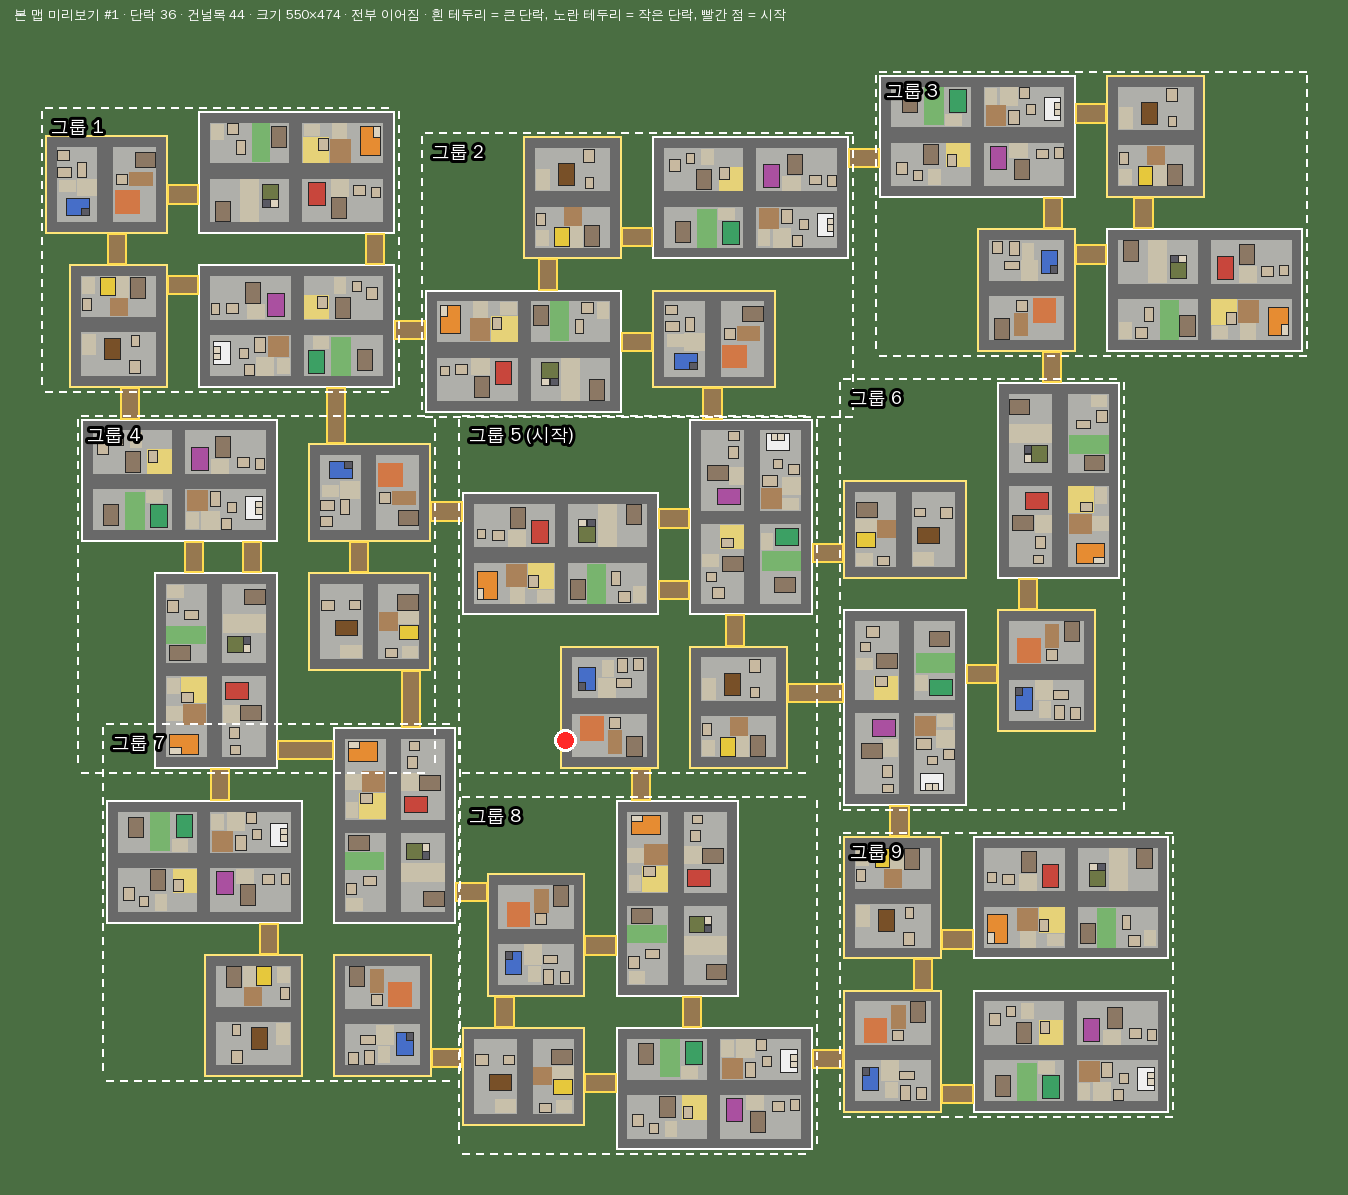 본 맵 미리보기 #1 · 단락 36 · 건널목 44 · 크기 550×474 · 전부 이어짐 · 흰 테두리 = 큰 단락, 노란 테두리 = 작은 단락, 빨간 점 = 시작
그룹 1
그룹 2
그룹 3
그룹 4
그룹 5 (시작)
그룹 6
그룹 7
그룹 8
그룹 9